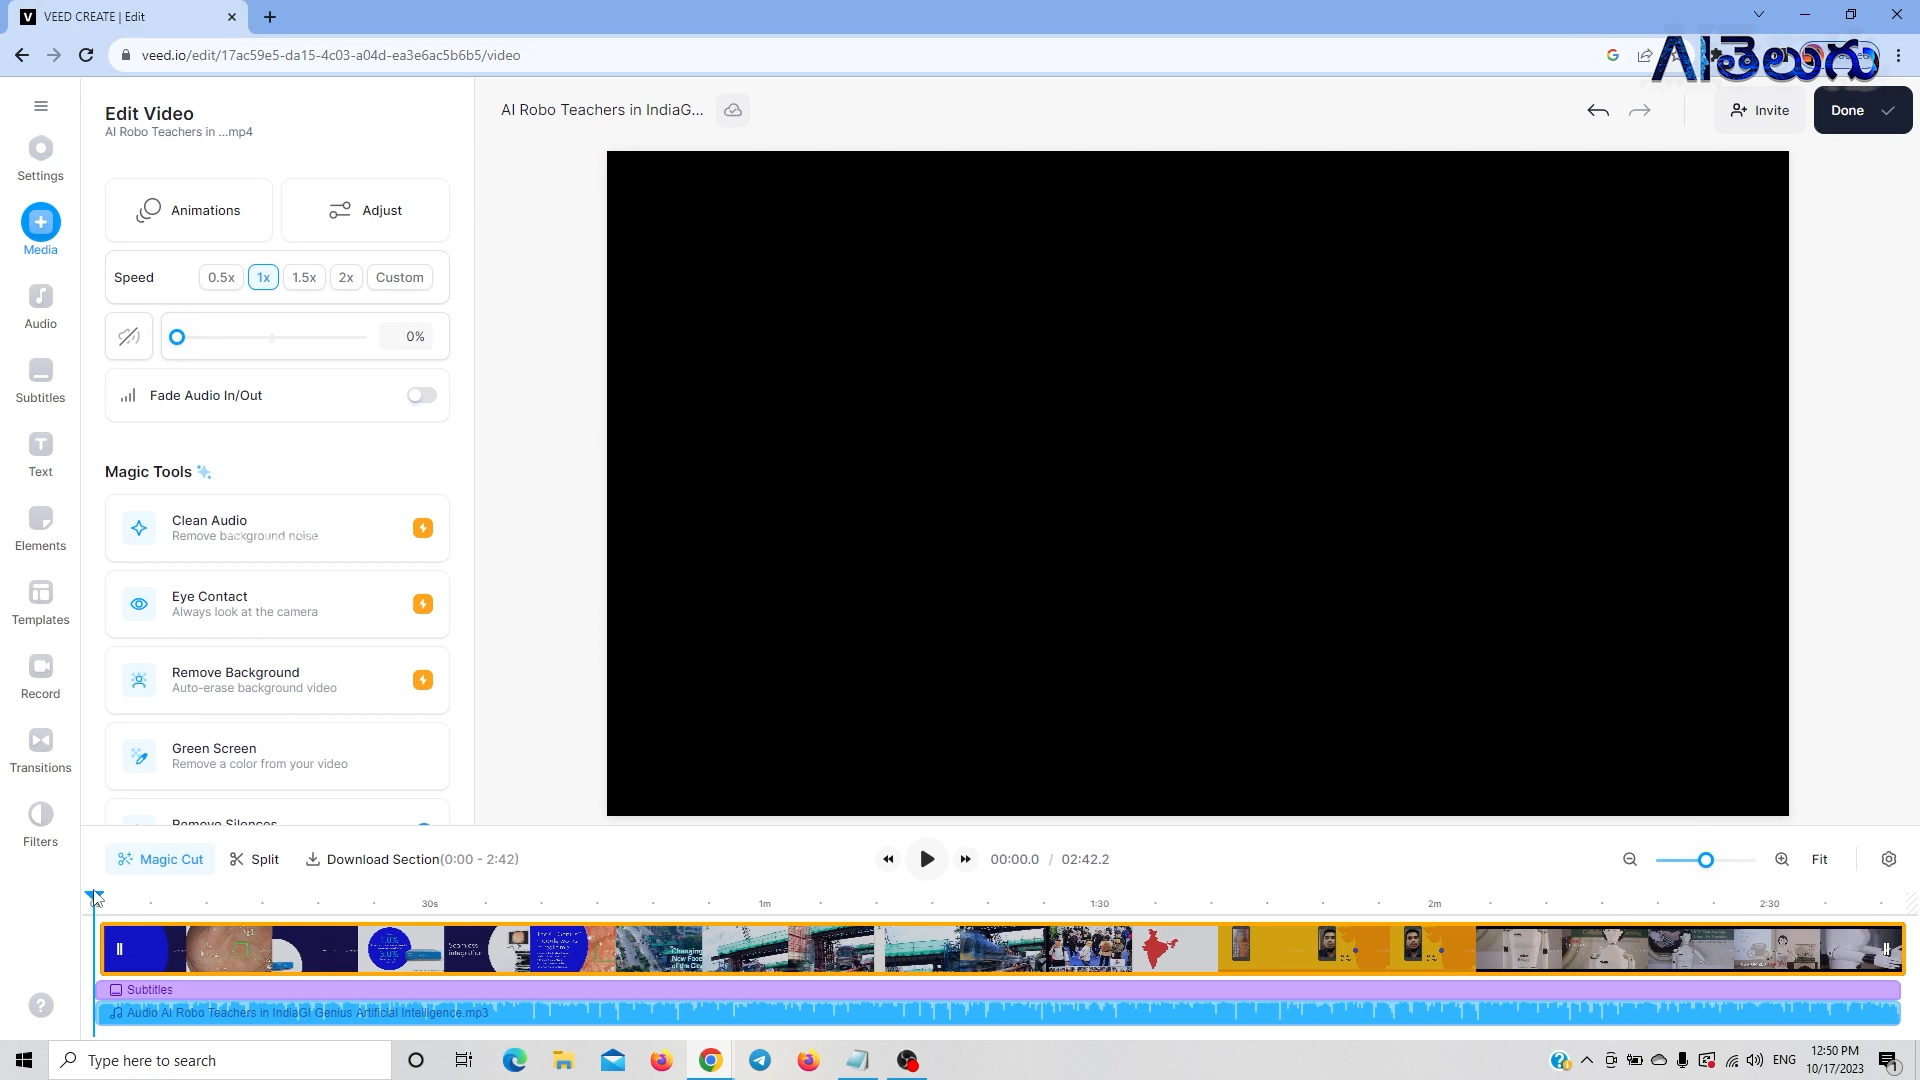 VEED CREATE | Edit
veed.io/edit/17ac59e5-da15-4c03-a04d-ea3e6ac5b6b5/video
AIతెలుగు
Edit Video
AI Robo Teachers in ...mp4
AI Robo Teachers in IndiaG...
Invite
Done
Settings
Media
Audio
Subtitles
Text
Elements
Templates
Record
Transitions
Filters
Animations
Adjust
Speed 0.5x 1x 1.5x 2x Custom
0%
Fade Audio In/Out
Magic Tools
Clean Audio
Remove background noise
Eye Contact
Always look at the camera
Remove Background
Auto-erase background video
Green Screen
Remove a color from your video
Remove Silences
Magic Cut Split Download Section(0:00 - 2:42)
00:00.0 / 02:42.2
Fit
30s 1m 1:30 2m 2:30
Subtitles
Audio AI Robo Teachers in IndiaGI Genius Artificial Intelligence.mp3
Type here to search
ENG
12:50 PM
10/17/2023
1